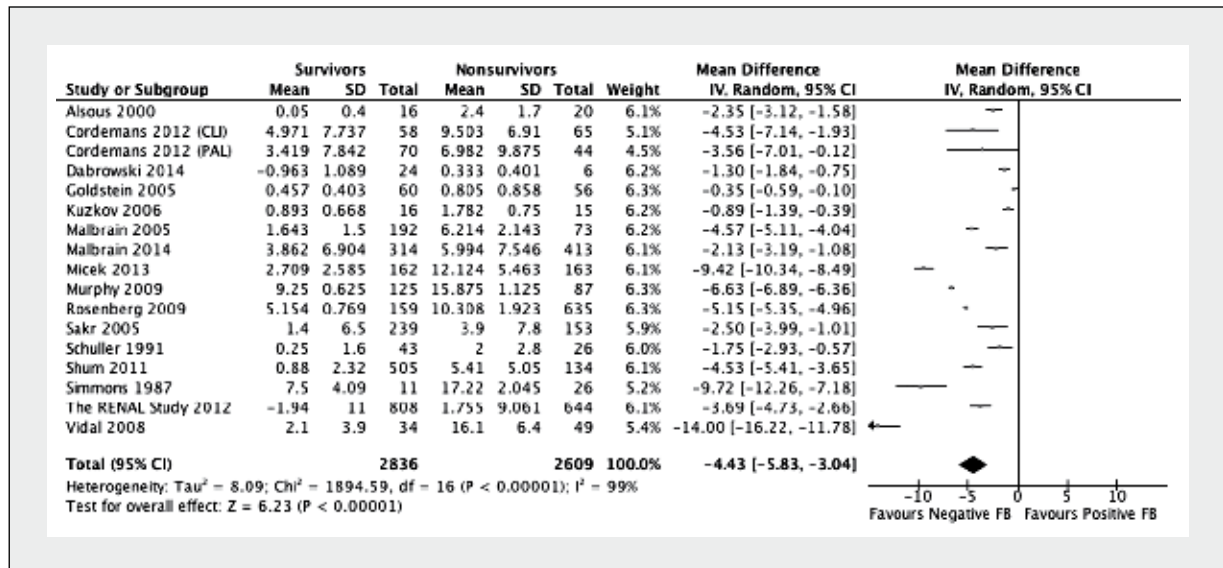 Survivors Nonsurvivors Mean Difference Mean Difference
Study or Subgroup Mean SD Total Mean SD Total Weight IV, Random, 95% CI IV, Random, 95% CI
Alsous 2000 0.05 0.4 16 2.4 1.7 20 6.1% -2.35 [-3.12, -1.58]
Cordemans 2012 (CLI) 4.971 7.737 58 9.503 6.91 65 5.1% -4.53 [-7.14, -1.93]
Cordemans 2012 (PAL) 3.419 7.842 70 6.982 9.875 44 4.5% -3.56 [-7.01, -0.12]
Dabrowski 2014 -0.963 1.089 24 0.333 0.401 6 6.2% -1.30 [-1.84, -0.75]
Goldstein 2005 0.457 0.403 60 0.805 0.858 56 6.3% -0.35 [-0.59, -0.10]
Kuzkov 2006 0.893 0.668 16 1.782 0.75 15 6.2% -0.89 [-1.39, -0.39]
Malbrain 2005 1.643 1.5 192 6.214 2.143 73 6.2% -4.57 [-5.11, -4.04]
Malbrain 2014 3.862 6.904 314 5.994 7.546 413 6.1% -2.13 [-3.19, -1.08]
Micek 2013 2.709 2.585 162 12.124 5.463 163 6.1% -9.42 [-10.34, -8.49]
Murphy 2009 9.25 0.625 125 15.875 1.125 87 6.3% -6.63 [-6.89, -6.36]
Rosenberg 2009 5.154 0.769 159 10.308 1.923 635 6.3% -5.15 [-5.35, -4.96]
Sakr 2005 1.4 6.5 239 3.9 7.8 153 5.9% -2.50 [-3.99, -1.01]
Schuller 1991 0.25 1.6 43 2 2.8 26 6.0% -1.75 [-2.93, -0.57]
Shum 2011 0.88 2.32 505 5.41 5.05 134 6.1% -4.53 [-5.41, -3.65]
Simmons 1987 7.5 4.09 11 17.22 2.045 26 5.2% -9.72 [-12.26, -7.18]
The RENAL Study 2012 -1.94 11 808 1.755 9.061 644 6.1% -3.69 [-4.73, -2.66]
Vidal 2008 2.1 3.9 34 16.1 6.4 49 5.4% -14.00 [-16.22, -11.78]
Total (95% CI) 2836 2609 100.0% -4.43 [-5.83, -3.04]
Heterogeneity: Tau² = 8.09; Chi² = 1894.59, df = 16 (P < 0.00001); I² = 99%
Test for overall effect: Z = 6.23 (P < 0.00001)
-10 -5 0 5 10
Favours Negative FB Favours Positive FB